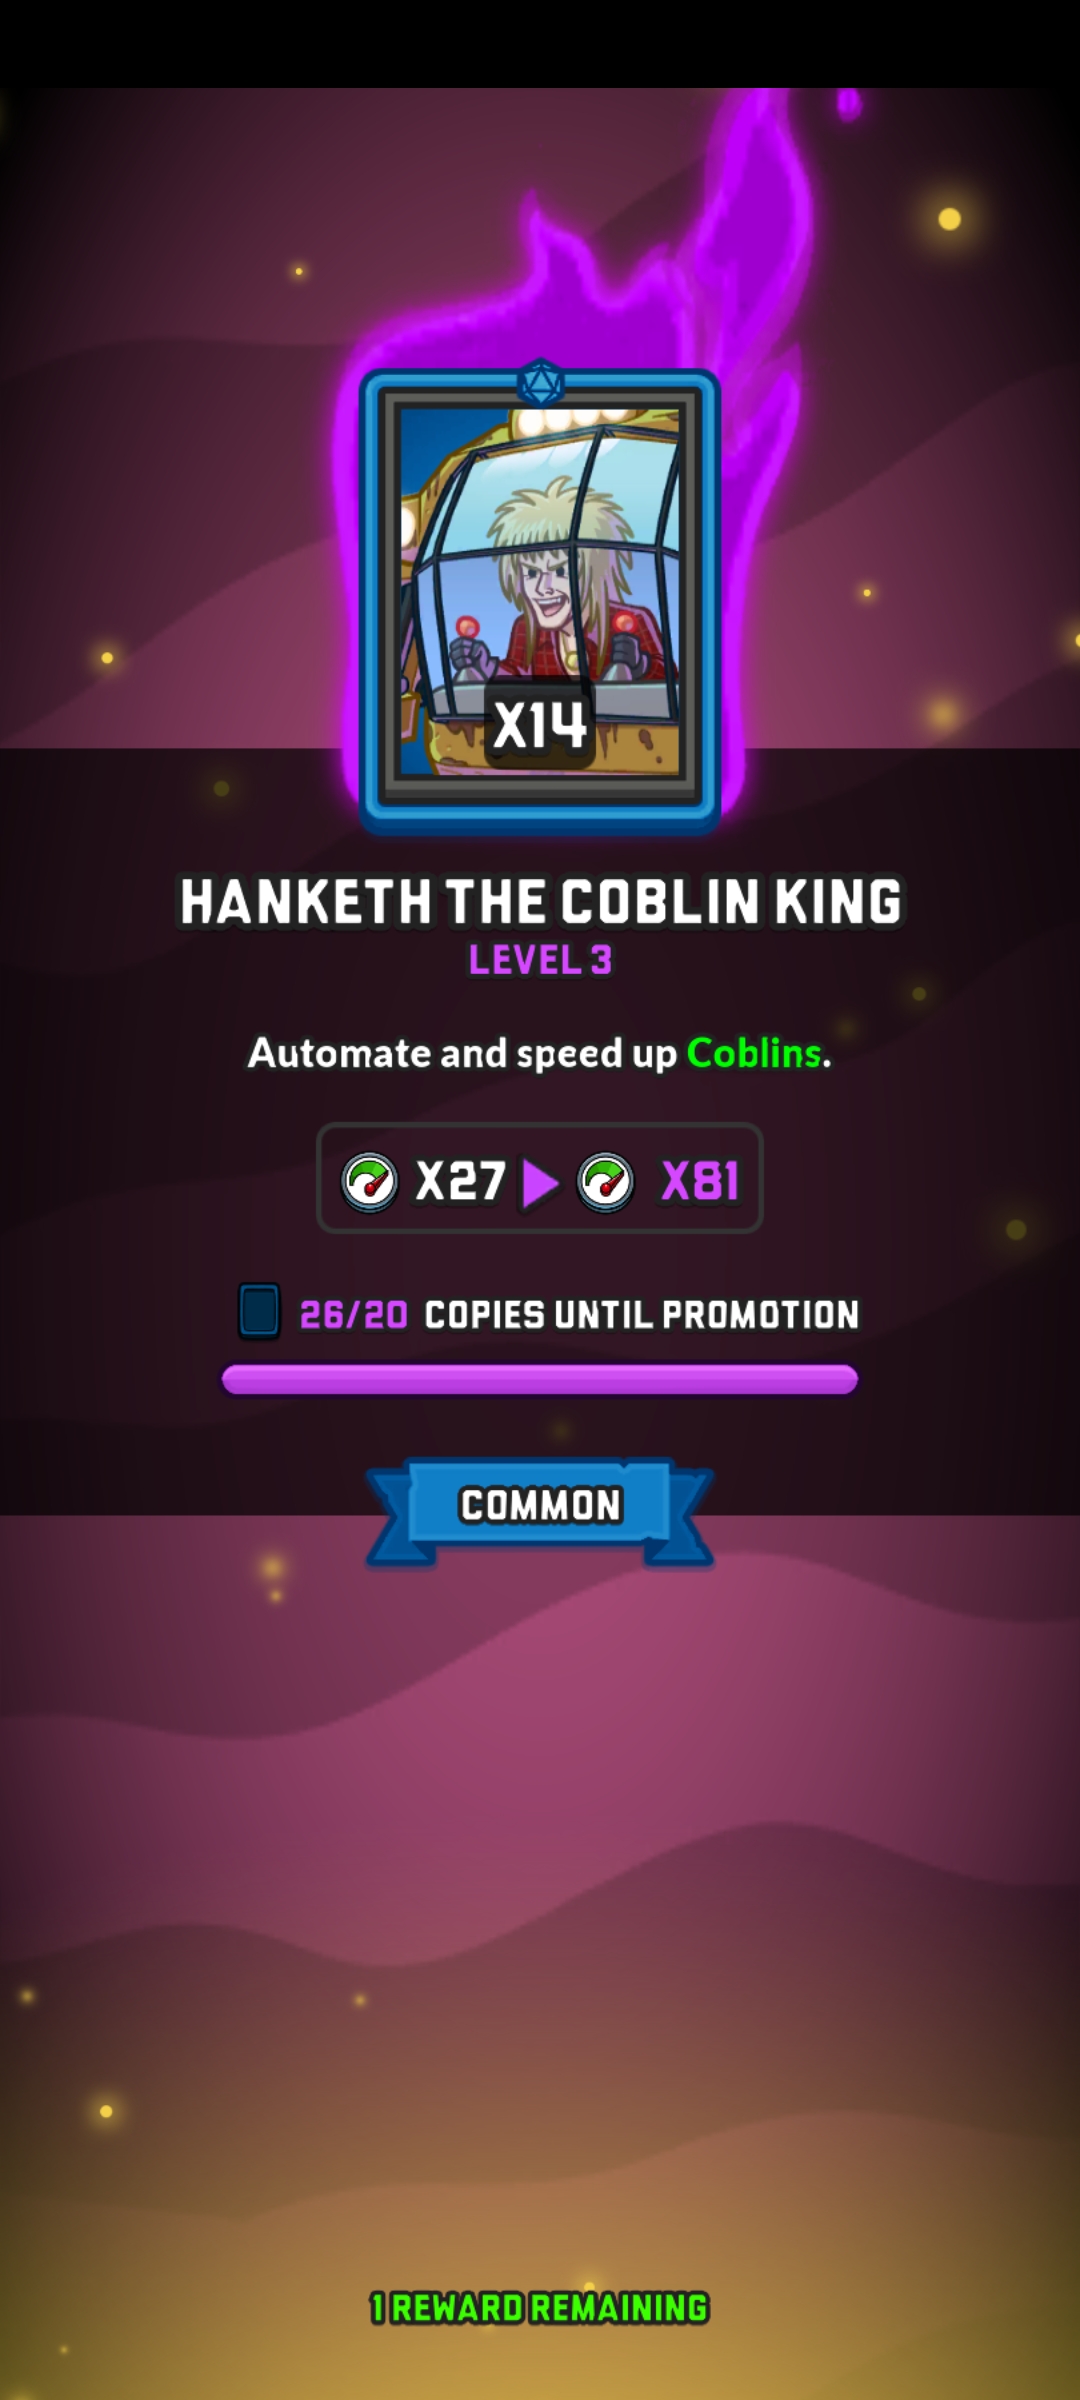 X14
HANKETH THE COBLIN KING
LEVEL 3
Automate and speed up Coblins.
X27 X81
26/20 COPIES UNTIL PROMOTION
COMMON
1 REWARD REMAINING